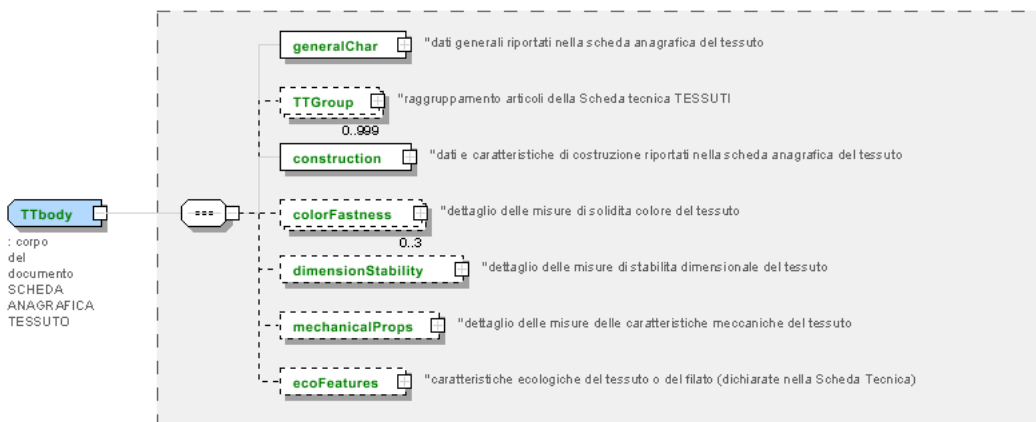 generalChar "dati generali riportati nella scheda anagrafica del tessuto
TTGroup "raggruppamento articoli della Scheda tecnica TESSUTI
0..999
construction "dati e caratteristiche di costruzione riportati nella scheda anagrafica del tessuto
TTbody
: corpo
del
documento
SCHEDA
ANAGRAFICA
TESSUTO
colorFastness "dettaglio delle misure di solidita colore del tessuto
0..3
dimensionStability "dettaglio delle misure di stabilita dimensionale del tessuto
mechanicalProps "dettaglio delle misure delle caratteristiche meccaniche del tessuto
ecoFeatures "caratteristiche ecologiche del tessuto o del filato (dichiarate nella Scheda Tecnica)